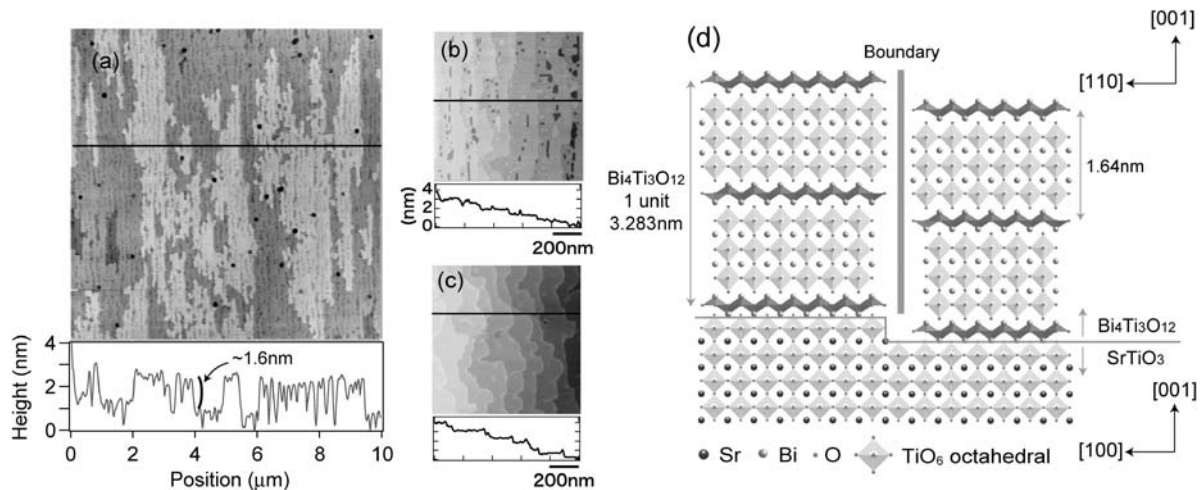 (a)
4
2
0
Height (nm)
~1.6nm
0 2 4 6 8 10
Position (μm)
(b)
4
2
0
(nm)
200nm
(c)
200nm
(d)
Boundary
[001]
[110]
Bi4Ti3O12
1 unit
3.283nm
1.64nm
Bi4Ti3O12
SrTiO3
[001]
[100]
Sr Bi O TiO6 octahedral